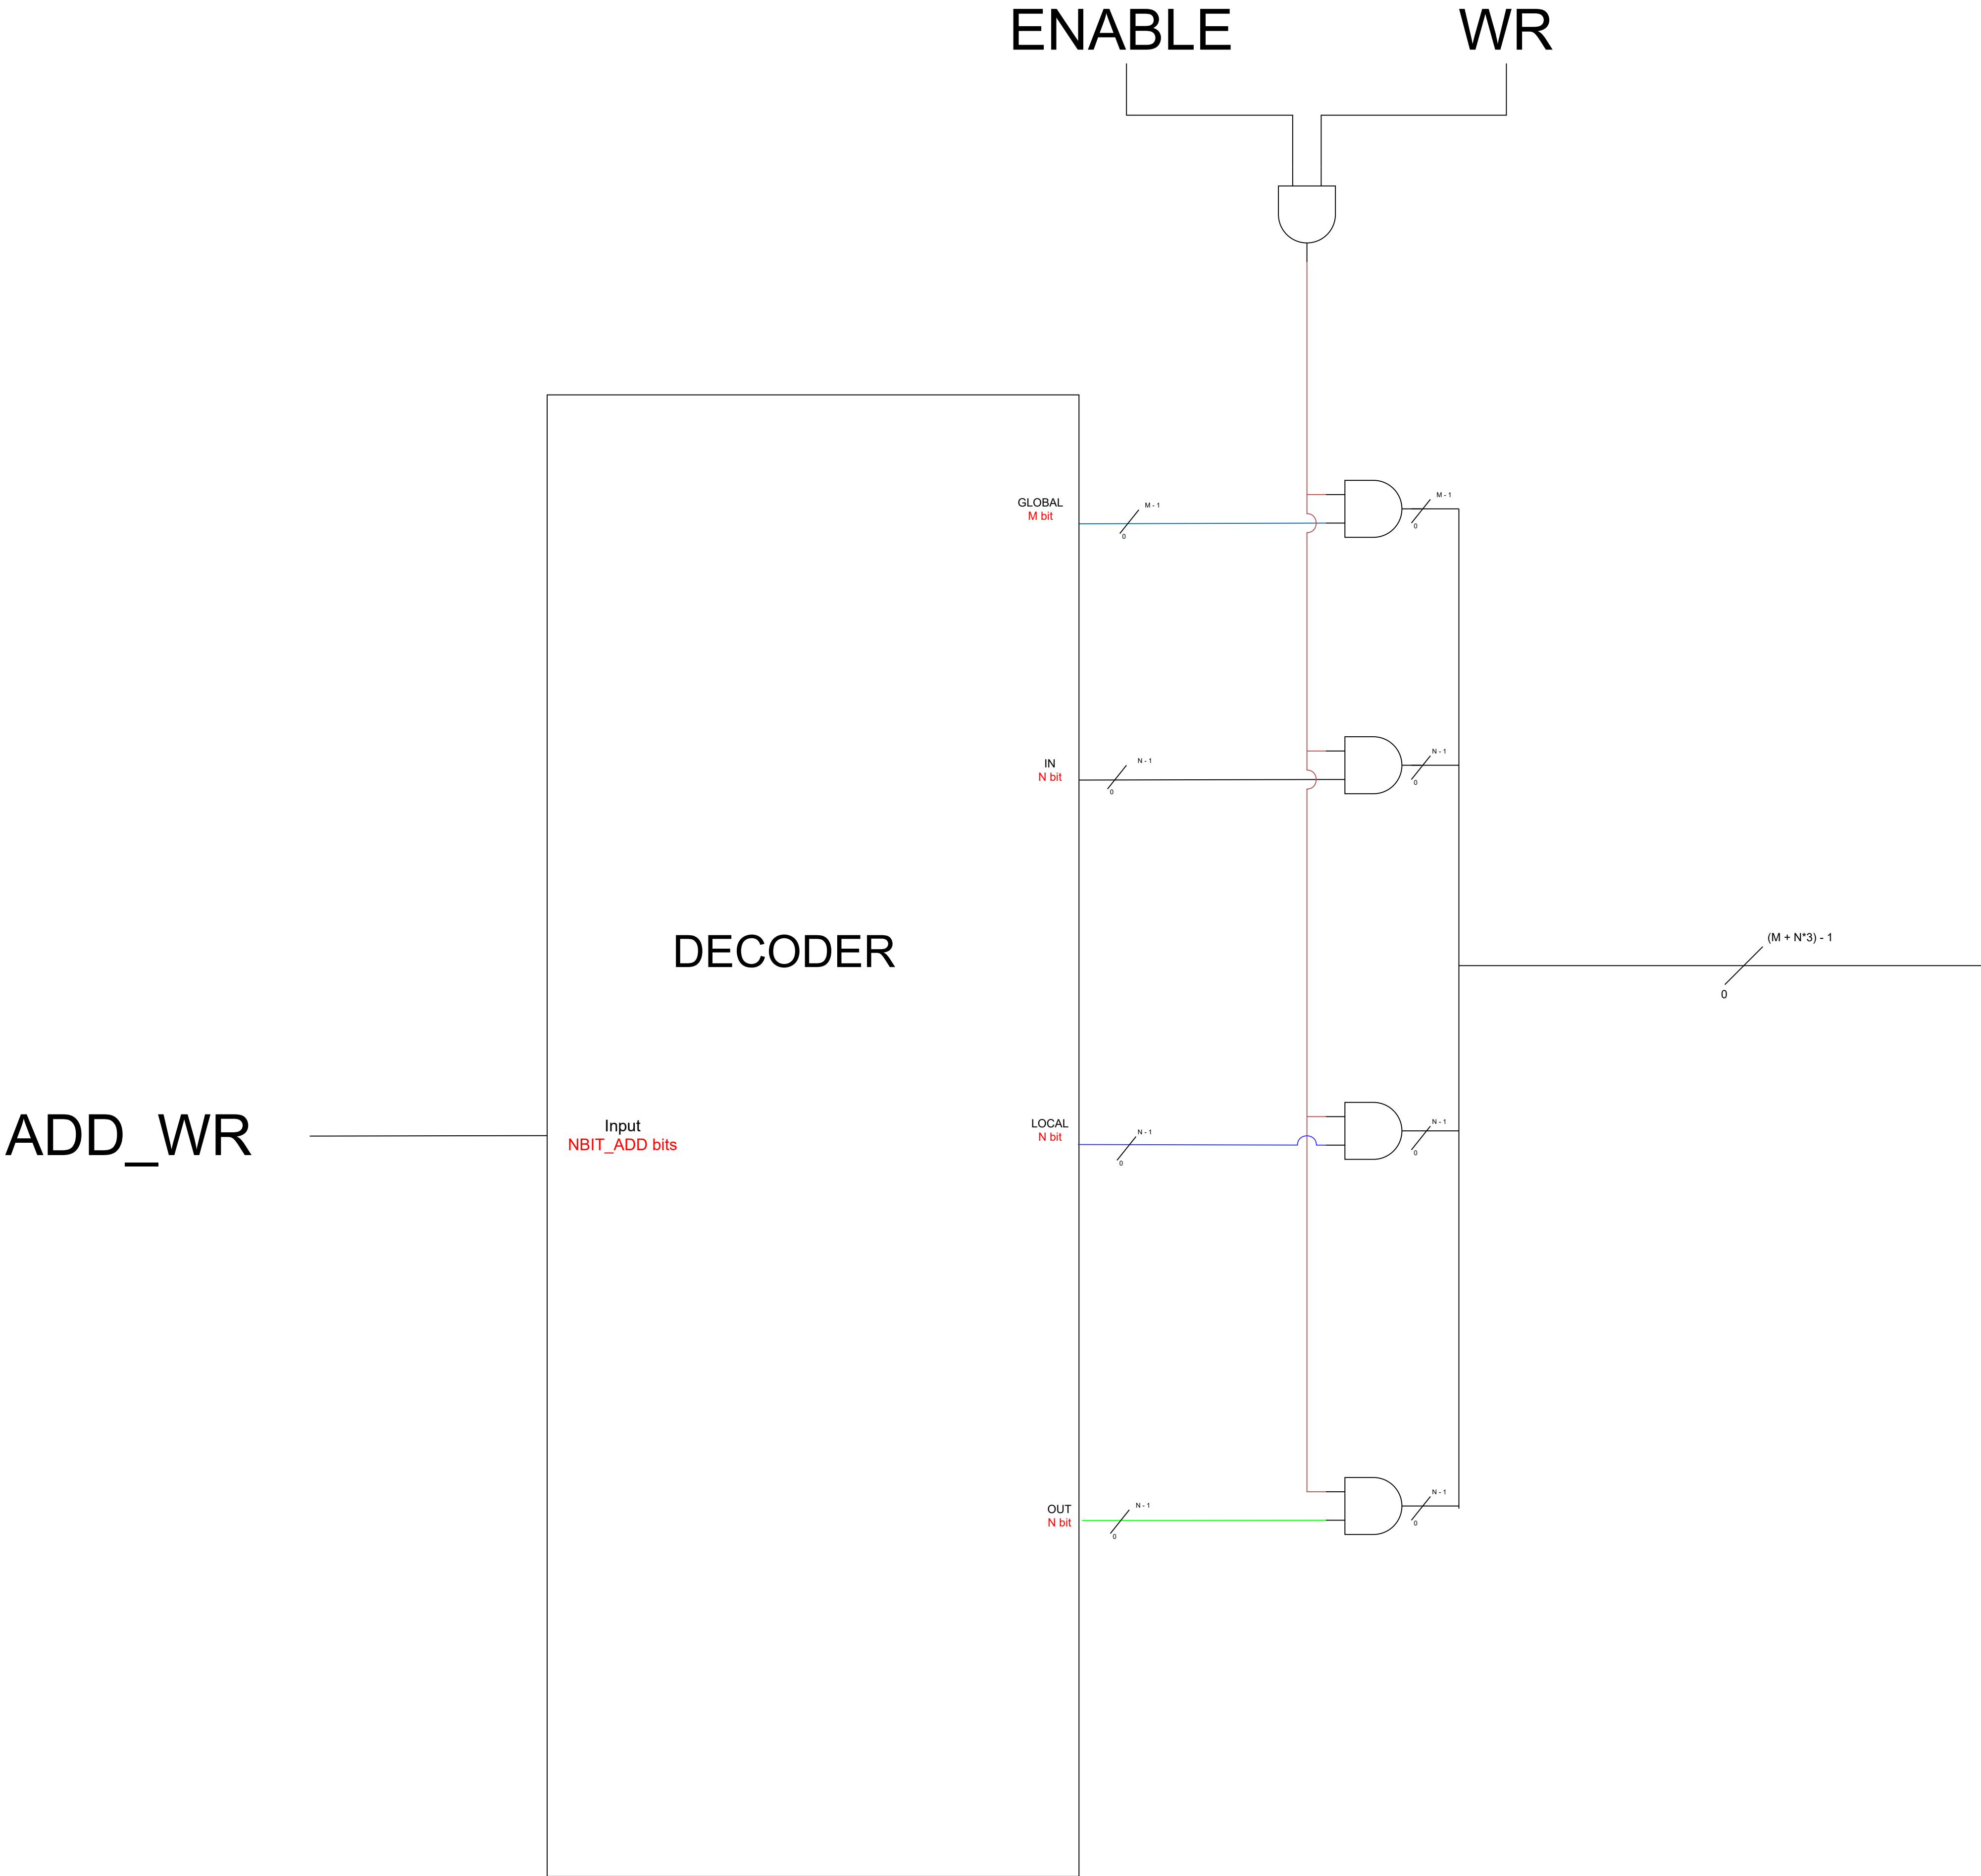 ENABLE
WR
GLOBAL
M bit
M - 1
0
M - 1
0
IN
N bit
N - 1
0
N - 1
0
DECODER
(M + N*3) - 1
0
ADD_WR
Input
NBIT_ADD bits
LOCAL
N bit
N - 1
0
N - 1
0
OUT
N bit
N - 1
0
N - 1
0